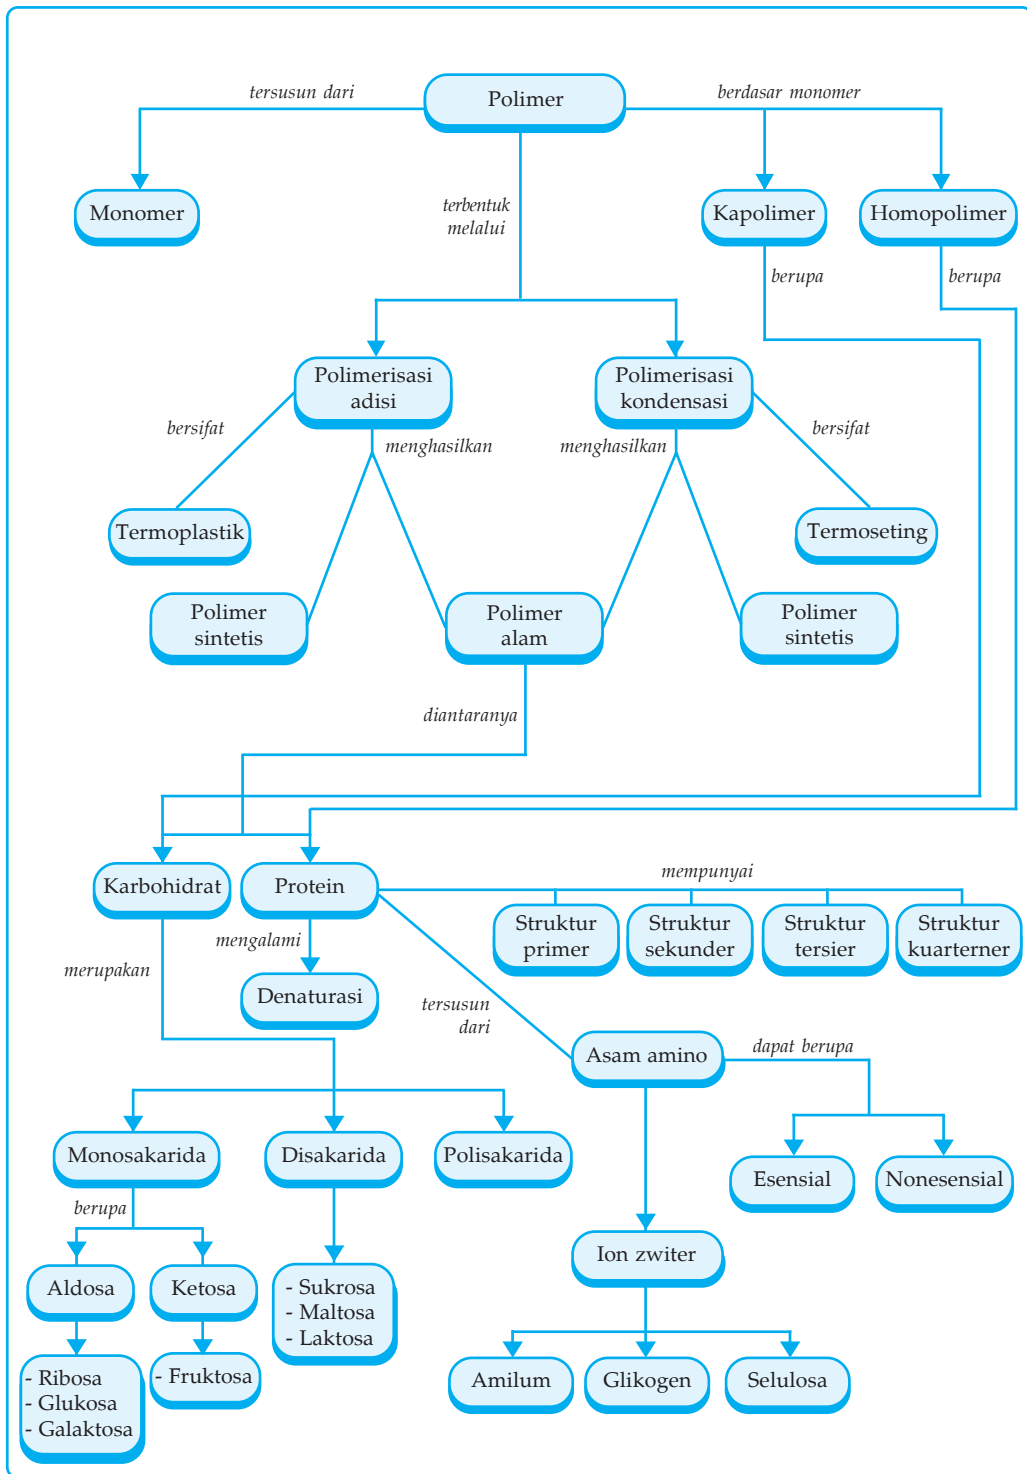 tersusun dari
Polimer
berdasar monomer
Monomer
terbentuk
melalui
Kapolimer
Homopolimer
berupa
berupa
Polimerisasi
adisi
Polimerisasi
kondensasi
bersifat
menghasilkan
menghasilkan
bersifat
Termoplastik
Termoseting
Polimer
sintetis
Polimer
alam
Polimer
sintetis
diantaranya
Karbohidrat
Protein
mempunyai
Struktur
primer
Struktur
sekunder
Struktur
tersier
Struktur
kuarterner
mengalami
merupakan
Denaturasi
tersusun
dari
Asam amino
dapat berupa
Monosakarida
Disakarida
Polisakarida
Esensial
Nonesensial
berupa
Ion zwiter
Aldosa
Ketosa
- Sukrosa
- Maltosa
- Laktosa
- Ribosa
- Glukosa
- Galaktosa
- Fruktosa
Amilum
Glikogen
Selulosa